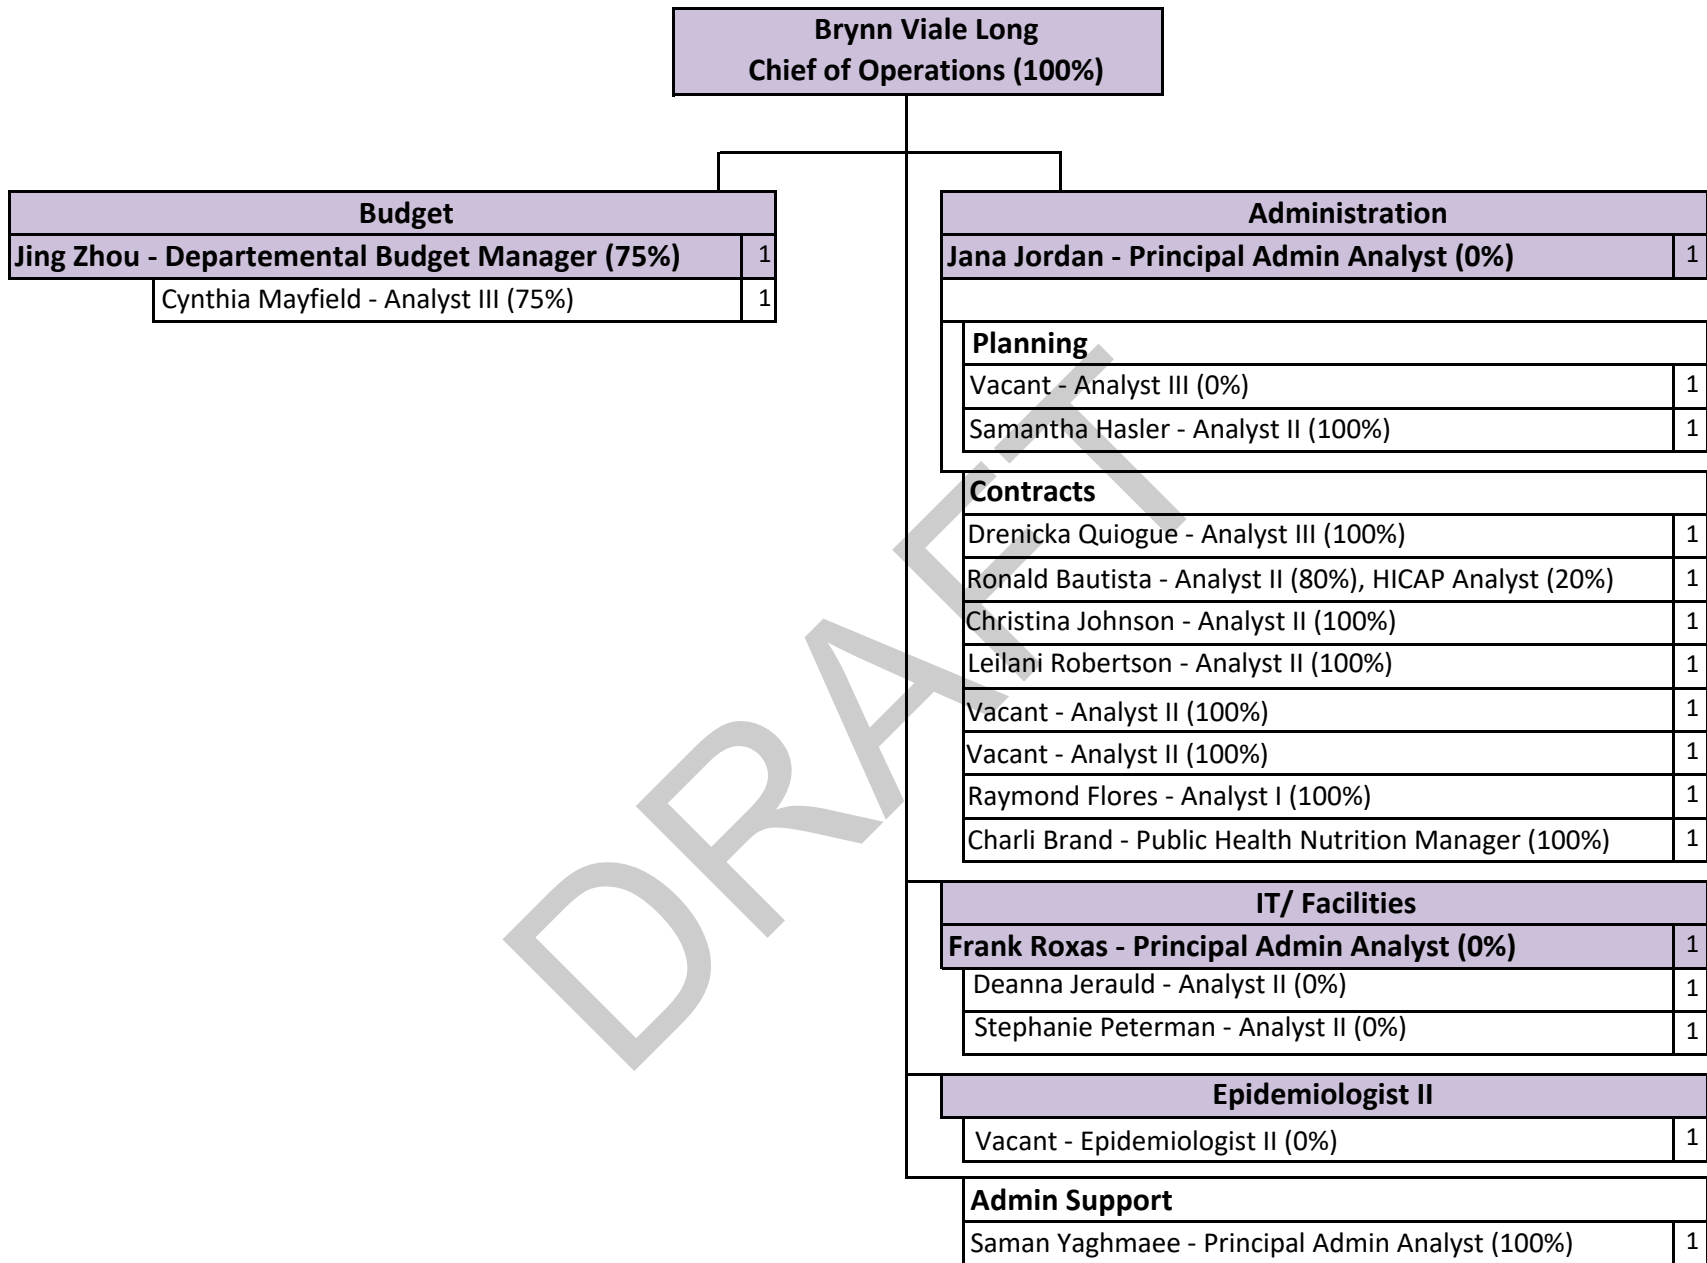 Brynn Viale Long
Chief of Operations (100%)
Budget
Jing Zhou - Departemental Budget Manager (75%) 1
Cynthia Mayfield - Analyst III (75%) 1
Administration
Jana Jordan - Principal Admin Analyst (0%) 1
Planning
Vacant - Analyst III (0%) 1
Samantha Hasler - Analyst II (100%) 1
Contracts
Drenicka Quiogue - Analyst III (100%) 1
Ronald Bautista - Analyst II (80%), HICAP Analyst (20%) 1
Christina Johnson - Analyst II (100%) 1
Leilani Robertson - Analyst II (100%) 1
Vacant - Analyst II (100%) 1
Vacant - Analyst II (100%) 1
Raymond Flores - Analyst I (100%) 1
Charli Brand - Public Health Nutrition Manager (100%) 1
IT/ Facilities
Frank Roxas - Principal Admin Analyst (0%) 1
Deanna Jerauld - Analyst II (0%) 1
Stephanie Peterman - Analyst II (0%) 1
Epidemiologist II
Vacant - Epidemiologist II (0%) 1
Admin Support
Saman Yaghmaee - Principal Admin Analyst (100%) 1
DRAFT